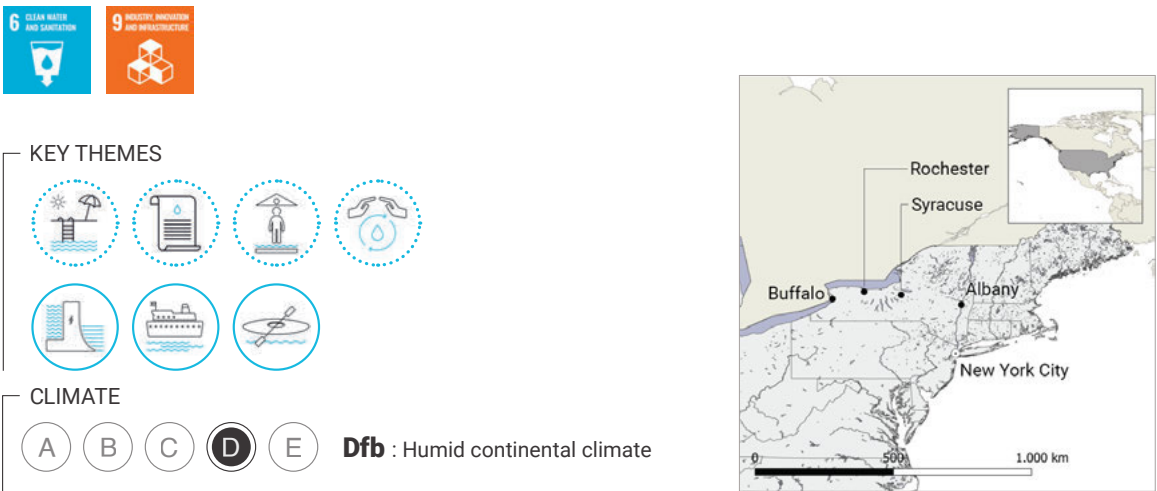 6 CLEAN WATER
AND SANITATION
9 INDUSTRY, INNOVATION
AND INFRASTRUCTURE
KEY THEMES
CLIMATE
A B C D E Dfb : Humid continental climate
Rochester
Syracuse
Buffalo
Albany
New York City
0 500 1.000 km